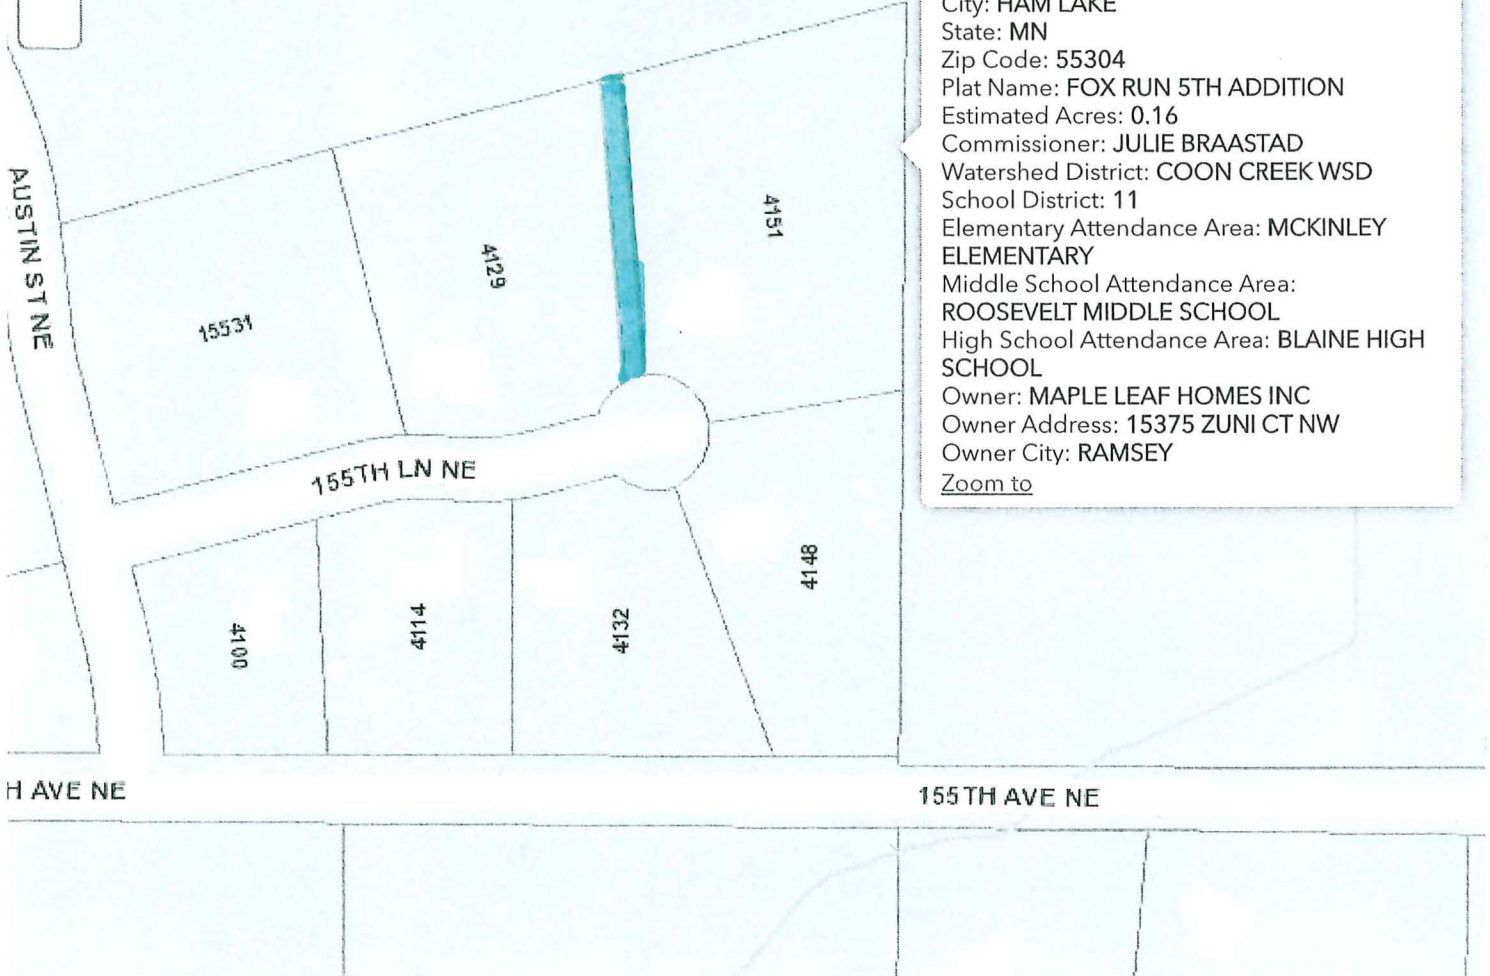 City: HAM LAKE
State: MN
Zip Code: 55304
Plat Name: FOX RUN 5TH ADDITION
Estimated Acres: 0.16
Commissioner: JULIE BRAASTAD
Watershed District: COON CREEK WSD
School District: 11
Elementary Attendance Area: MCKINLEY
ELEMENTARY
Middle School Attendance Area:
ROOSEVELT MIDDLE SCHOOL
High School Attendance Area: BLAINE HIGH
SCHOOL
Owner: MAPLE LEAF HOMES INC
Owner Address: 15375 ZUNI CT NW
Owner City: RAMSEY
Zoom to
AUSTIN ST NE
15531
4129
4151
155TH LN NE
4100
4114
4132
4148
H AVE NE
155TH AVE NE